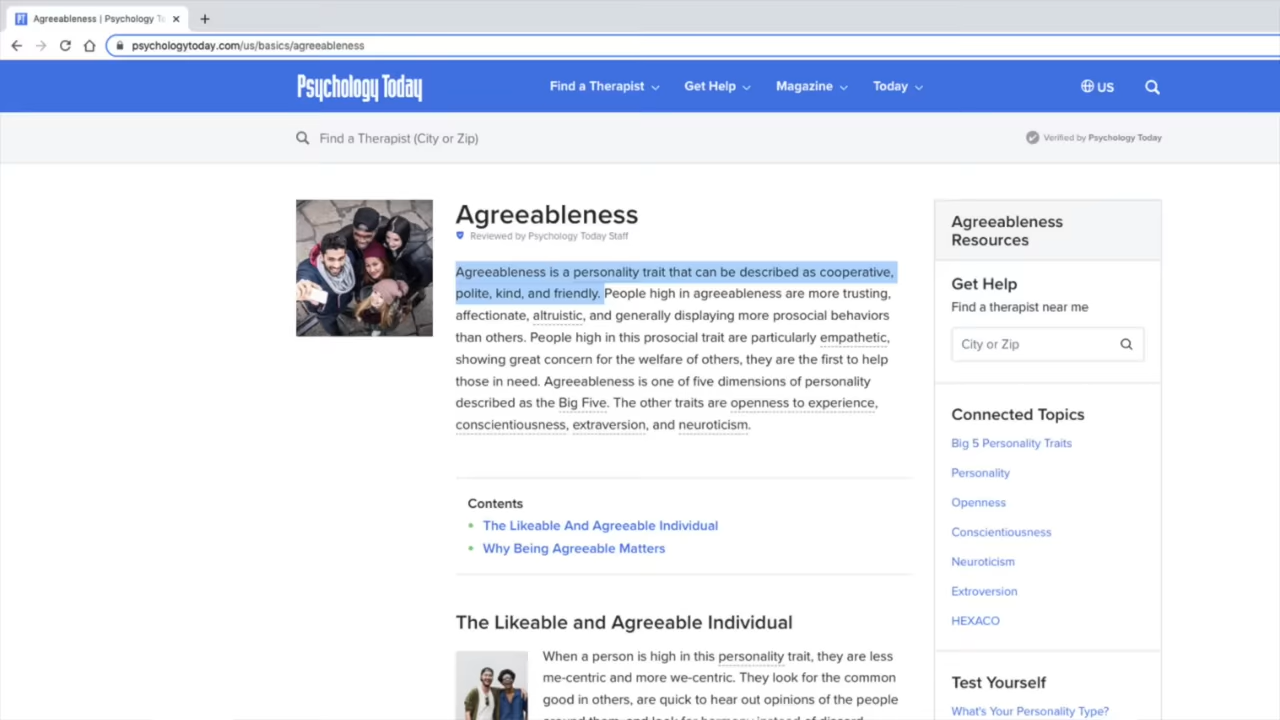 Agreeableness | Psychology To
psychologytoday.com/us/basics/agreeableness
Psychology Today
Find a Therapist
Get Help
Magazine
Today
US
Find a Therapist (City or Zip)
Verified by Psychology Today
Agreeableness
Reviewed by Psychology Today Staff
Agreeableness is a personality trait that can be described as cooperative,
polite, kind, and friendly. People high in agreeableness are more trusting,
affectionate, altruistic, and generally displaying more prosocial behaviors
than others. People high in this prosocial trait are particularly empathetic,
showing great concern for the welfare of others, they are the first to help
those in need. Agreeableness is one of five dimensions of personality
described as the Big Five. The other traits are openness to experience,
conscientiousness, extraversion, and neuroticism.
Contents
• The Likeable And Agreeable Individual
• Why Being Agreeable Matters
The Likeable and Agreeable Individual
When a person is high in this personality trait, they are less
me-centric and more we-centric. They look for the common
good in others, are quick to hear out opinions of the people
around them, and look for harmony instead of discord.
Agreeableness
Resources
Get Help
Find a therapist near me
City or Zip
Connected Topics
Big 5 Personality Traits
Personality
Openness
Conscientiousness
Neuroticism
Extroversion
HEXACO
Test Yourself
What's Your Personality Type?